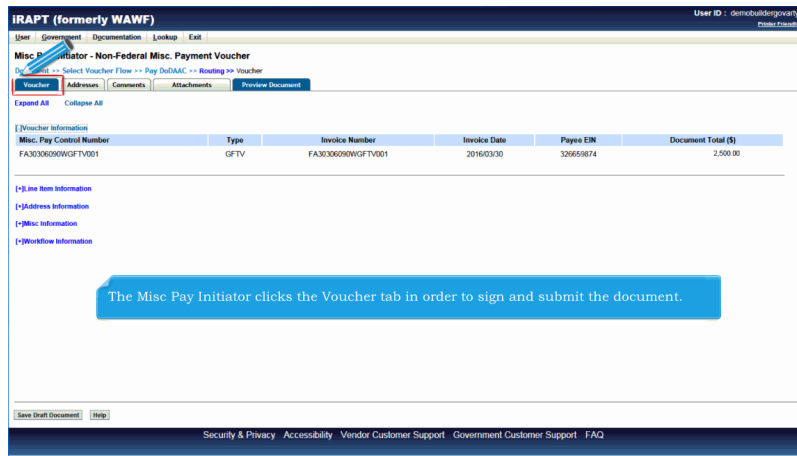 iRAPT (formerly WAWF)
User ID : demobuildergovarty
Printer Friendly
User Government Documentation Lookup Exit
Misc Initiator - Non-Federal Misc. Payment Voucher
>> Select Voucher Flow >> Pay DoDAAC >> Routing >> Voucher
Voucher Addresses Comments Attachments Preview Document
Expand All Collapse All
[-]Voucher Information
Misc. Pay Control Number Type Invoice Number Invoice Date Payee EIN Document Total ($)
FA30306090WGFTV001 GFTV FA30306090WGFTV001 2016/03/30 326659874 2,500.00
[+]Line Item Information
[+]Address Information
[+]Misc Information
[+]Workflow Information
The Misc Pay Initiator clicks the Voucher tab in order to sign and submit the document.
Save Draft Document Help
Security & Privacy Accessibility Vendor Customer Support Government Customer Support FAQ